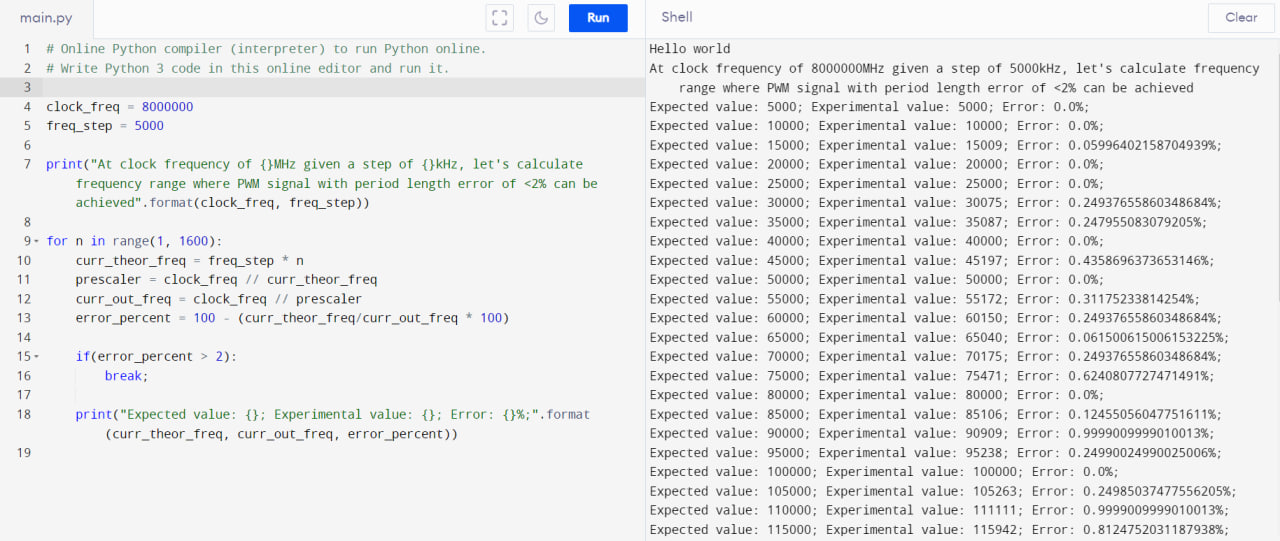 main.py
Run
1 # Online Python compiler (interpreter) to run Python online.
2 # Write Python 3 code in this online editor and run it.
3
4 clock_freq = 8000000
5 freq_step = 5000
6
7 print("At clock frequency of {}MHz given a step of {}kHz, let's calculate
frequency range where PWM signal with period length error of <2% can be
achieved".format(clock_freq, freq_step))
8
9 for n in range(1, 1600):
10 curr_theor_freq = freq_step * n
11 prescaler = clock_freq // curr_theor_freq
12 curr_out_freq = clock_freq // prescaler
13 error_percent = 100 - (curr_theor_freq/curr_out_freq * 100)
14
15 if(error_percent > 2):
16 break;
17
18 print("Expected value: {}; Experimental value: {}; Error: {}%;".format
(curr_theor_freq, curr_out_freq, error_percent))
19
Shell
Clear
Hello world
At clock frequency of 8000000MHz given a step of 5000kHz, let's calculate frequency
range where PWM signal with period length error of <2% can be achieved
Expected value: 5000; Experimental value: 5000; Error: 0.0%;
Expected value: 10000; Experimental value: 10000; Error: 0.0%;
Expected value: 15000; Experimental value: 15009; Error: 0.05996402158704939%;
Expected value: 20000; Experimental value: 20000; Error: 0.0%;
Expected value: 25000; Experimental value: 25000; Error: 0.0%;
Expected value: 30000; Experimental value: 30075; Error: 0.24937655860348684%;
Expected value: 35000; Experimental value: 35087; Error: 0.247955083079205%;
Expected value: 40000; Experimental value: 40000; Error: 0.0%;
Expected value: 45000; Experimental value: 45197; Error: 0.4358696373653146%;
Expected value: 50000; Experimental value: 50000; Error: 0.0%;
Expected value: 55000; Experimental value: 55172; Error: 0.31175233814254%;
Expected value: 60000; Experimental value: 60150; Error: 0.24937655860348684%;
Expected value: 65000; Experimental value: 65040; Error: 0.061500615006153225%;
Expected value: 70000; Experimental value: 70175; Error: 0.24937655860348684%;
Expected value: 75000; Experimental value: 75471; Error: 0.6240807727471491%;
Expected value: 80000; Experimental value: 80000; Error: 0.0%;
Expected value: 85000; Experimental value: 85106; Error: 0.12455056047751611%;
Expected value: 90000; Experimental value: 90909; Error: 0.9999009999010013%;
Expected value: 95000; Experimental value: 95238; Error: 0.24990024990025006%;
Expected value: 100000; Experimental value: 100000; Error: 0.0%;
Expected value: 105000; Experimental value: 105263; Error: 0.24985037477556205%;
Expected value: 110000; Experimental value: 111111; Error: 0.9999009999010013%;
Expected value: 115000; Experimental value: 115942; Error: 0.8124752031187938%;